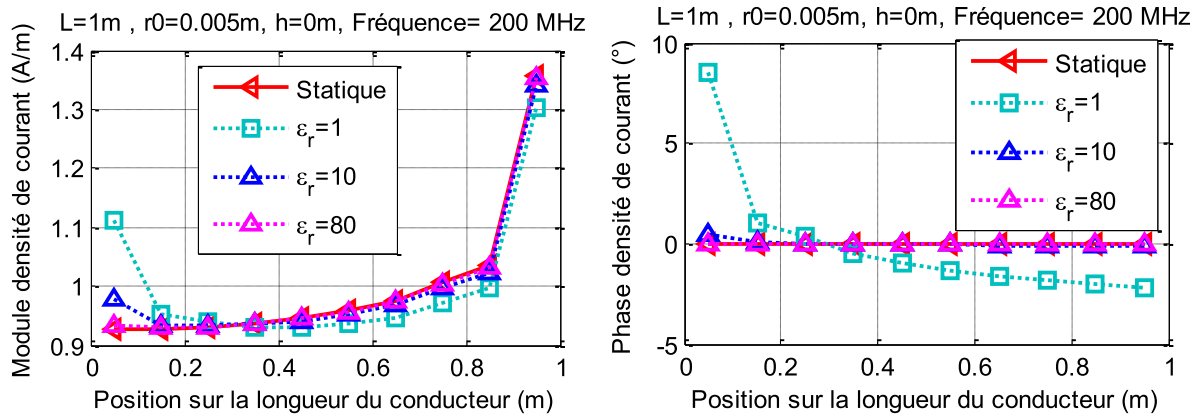 L=1m , r0=0.005m, h=0m, Fréquence= 200 MHz
Module densité de courant (A/m)
1.4
1.3
1.2
1.1
1
0.9
0
0.2
0.4
0.6
0.8
1
Statique
εr=1
εr=10
εr=80
Position sur la longueur du conducteur (m)
L=1m , r0=0.005m, h=0m, Fréquence= 200 MHz
Phase densité de courant (°)
10
5
0
-5
0
0.2
0.4
0.6
0.8
1
Statique
εr=1
εr=10
εr=80
Position sur la longueur du conducteur (m)